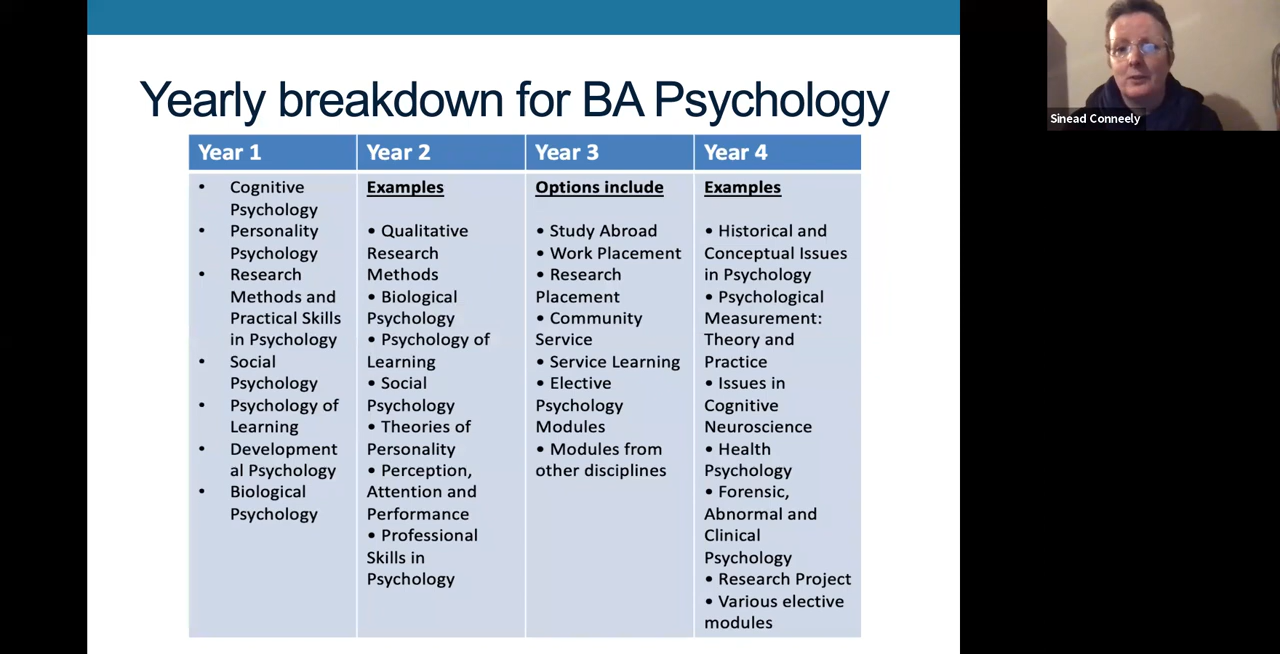 Yearly breakdown for BA Psychology
Year 1
• Cognitive
Psychology
• Personality
Psychology
• Research
Methods and
Practical Skills
in Psychology
• Social
Psychology
• Psychology of
Learning
• Development
al Psychology
• Biological
Psychology
Year 2
Examples
• Qualitative
Research
Methods
• Biological
Psychology
• Psychology of
Learning
• Social
Psychology
• Theories of
Personality
• Perception,
Attention and
Performance
• Professional
Skills in
Psychology
Year 3
Options include
• Study Abroad
• Work Placement
• Research
Placement
• Community
Service
• Service Learning
• Elective
Psychology
Modules
• Modules from
other disciplines
Year 4
Examples
• Historical and
Conceptual Issues
in Psychology
• Psychological
Measurement:
Theory and
Practice
• Issues in
Cognitive
Neuroscience
• Health
Psychology
• Forensic,
Abnormal and
Clinical
Psychology
• Research Project
• Various elective
modules
Sinead Conneely